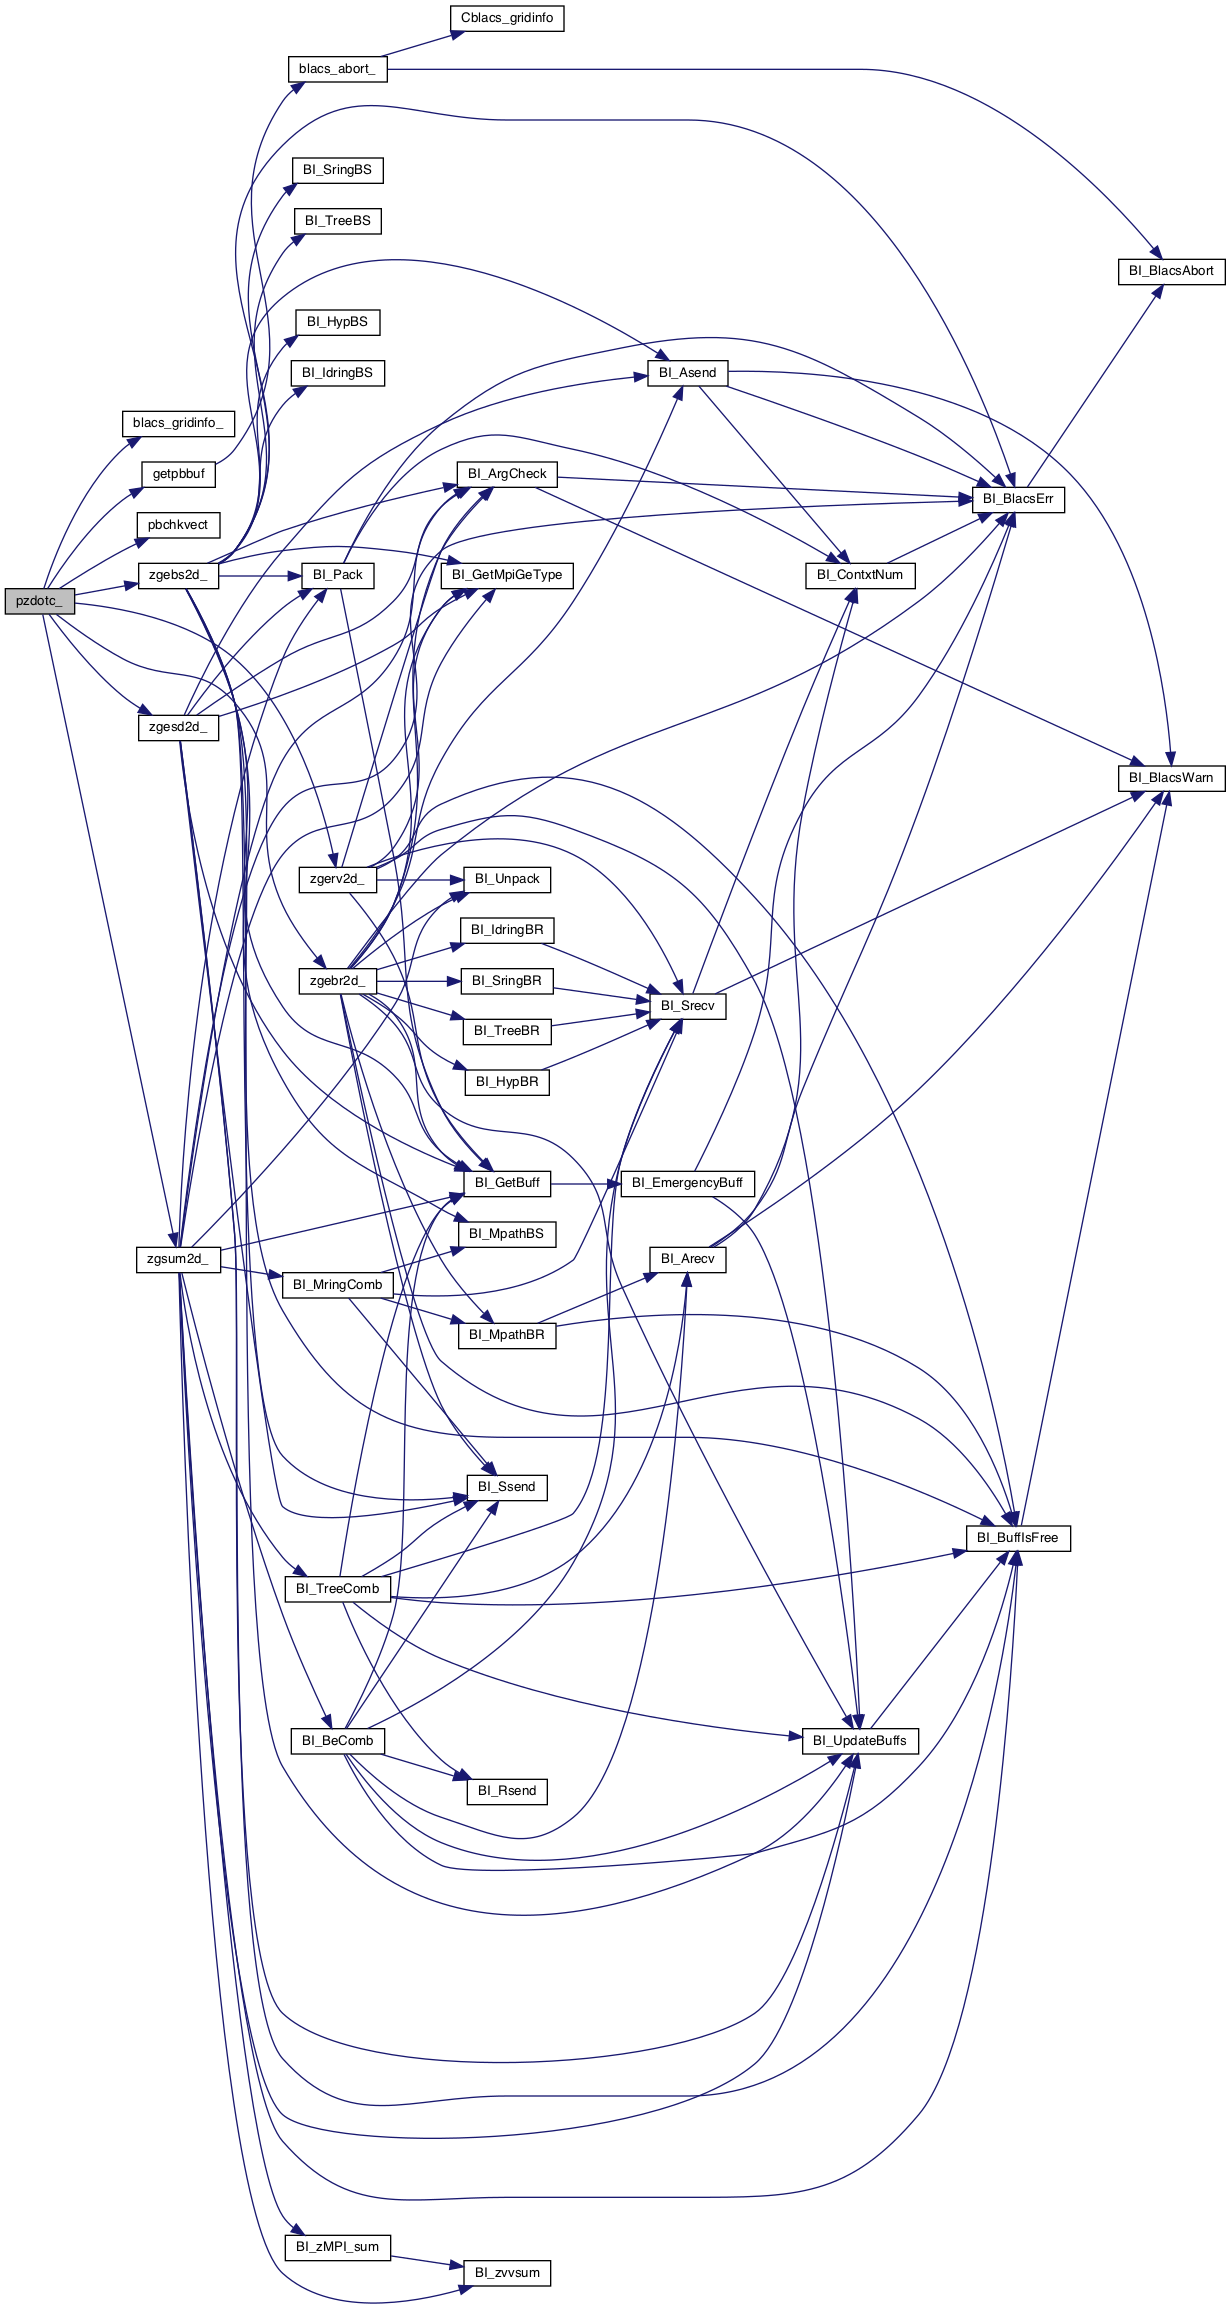 Cblacs_gridinfo
blacs_abort_
BI_SringBS
BI_TreeBS
BI_BlacsAbort
BI_HypBS
BI_IdringBS
BI_Asend
blacs_gridinfo_
getpbbuf
BI_ArgCheck
BI_BlacsErr
pbchkvect
zgebs2d_
BI_Pack
BI_GetMpiGeType
BI_ContxtNum
pzdotc_
zgesd2d_
BI_BlacsWarn
zgerv2d_
BI_Unpack
BI_IdringBR
zgebr2d_
BI_SringBR
BI_Srecv
BI_TreeBR
BI_HypBR
BI_GetBuff
BI_EmergencyBuff
BI_MpathBS
zgsum2d_
BI_Arecv
BI_MringComb
BI_MpathBR
BI_Ssend
BI_BuffIsFree
BI_TreeComb
BI_BeComb
BI_UpdateBuffs
BI_Rsend
BI_zMPI_sum
BI_zvvsum